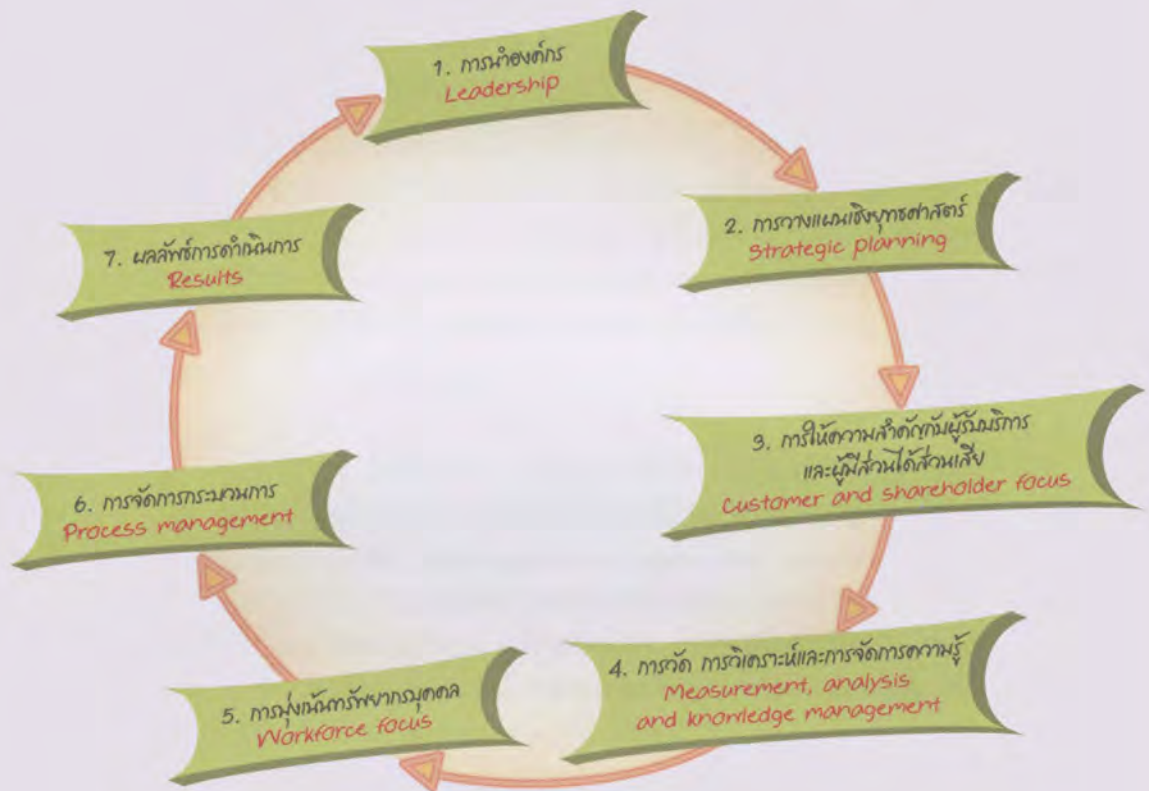 1. การนำองค์กร
Leadership
2. การวางแผนเชิงยุทธศาสตร์
Strategic planning
3. การให้ความสำคัญกับผู้รับบริการ
และผู้มีส่วนได้ส่วนเสีย
Customer and shareholder focus
4. การวัด การวิเคราะห์และการจัดการความรู้
Measurement, analysis
and knowledge management
5. การมุ่งเน้นทรัพยากรบุคคล
Workforce focus
6. การจัดการกระบวนการ
Process management
7. ผลลัพธ์การดำเนินการ
Results